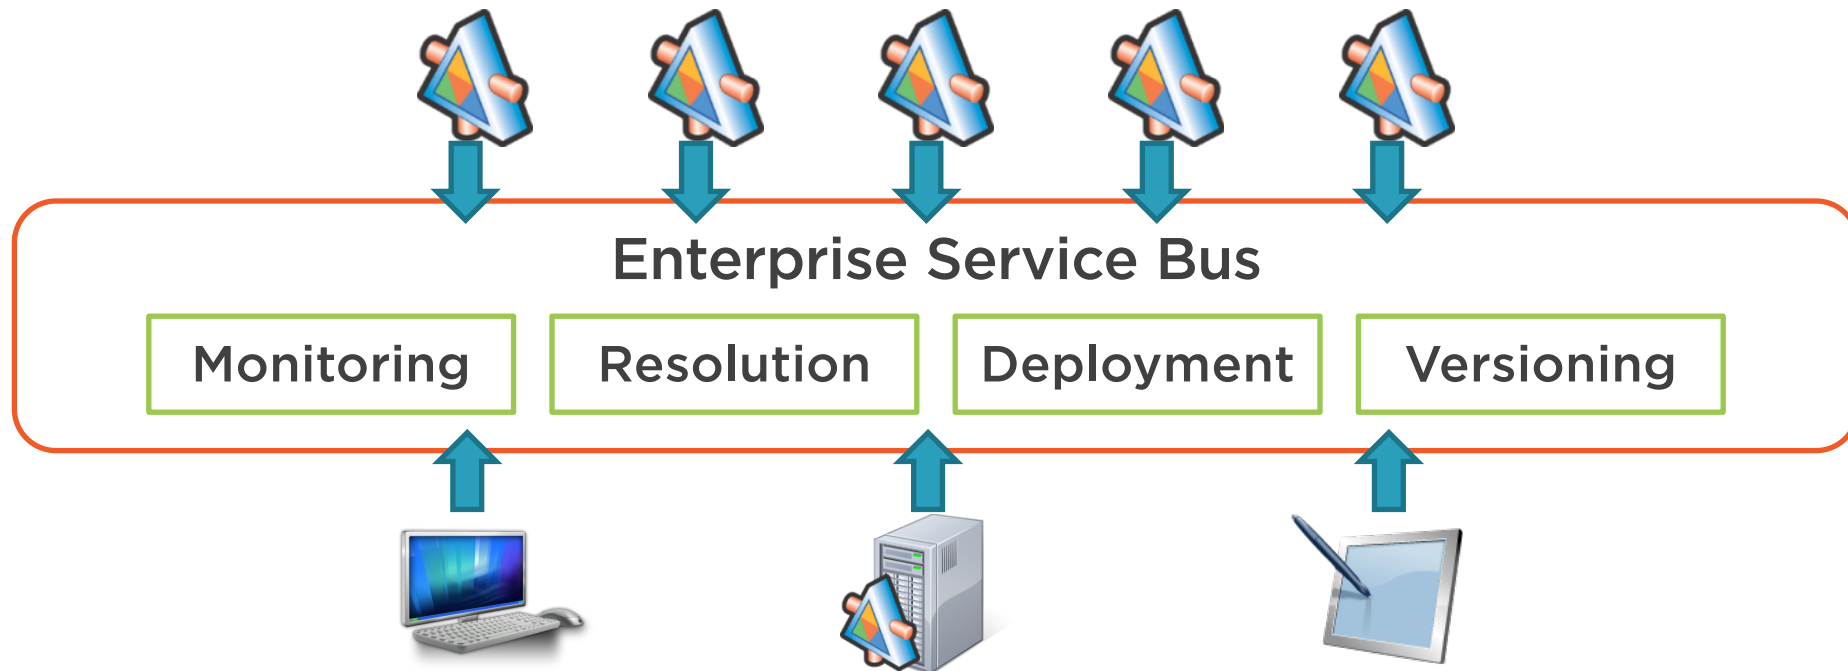 Enterprise Service Bus
Monitoring
Resolution
Deployment
Versioning